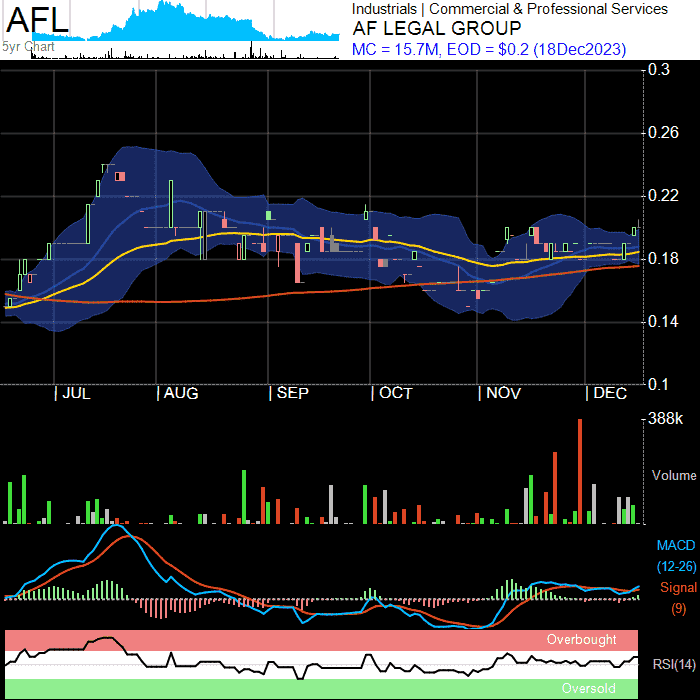 AFL
5yr Chart
Industrials | Commercial & Professional Services
AF LEGAL GROUP
MC = 15.7M, EOD = $0.2 (18Dec2023)
0.3
0.26
0.22
0.18
0.14
0.1
JUL
AUG
SEP
OCT
NOV
DEC
388k
Volume
MACD
(12-26)
Signal
(9)
Overbought
RSI(14)
Oversold